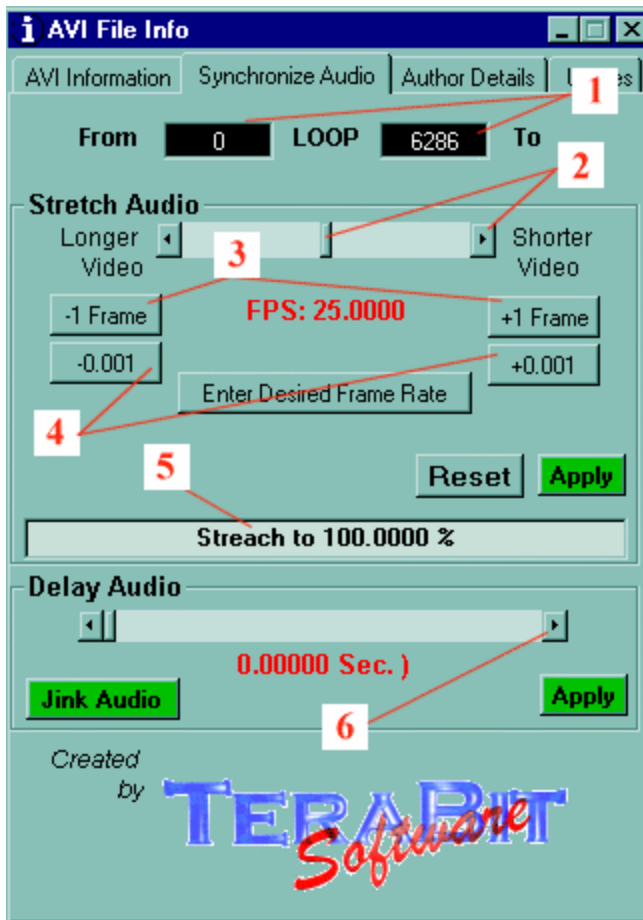 AVI File Info
AVI Information Synchronize Audio Author Details
1
From 0 LOOP 6286 To
2
Stretch Audio
Longer Video
Shorter Video
3
-1 Frame FPS: 25.0000 +1 Frame
-0.001 +0.001
Enter Desired Frame Rate
4
5
Reset Apply
Streach to 100.0000 %
Delay Audio
0.00000 Sec. )
Jink Audio Apply
6
Created
by
TERABIT
Software